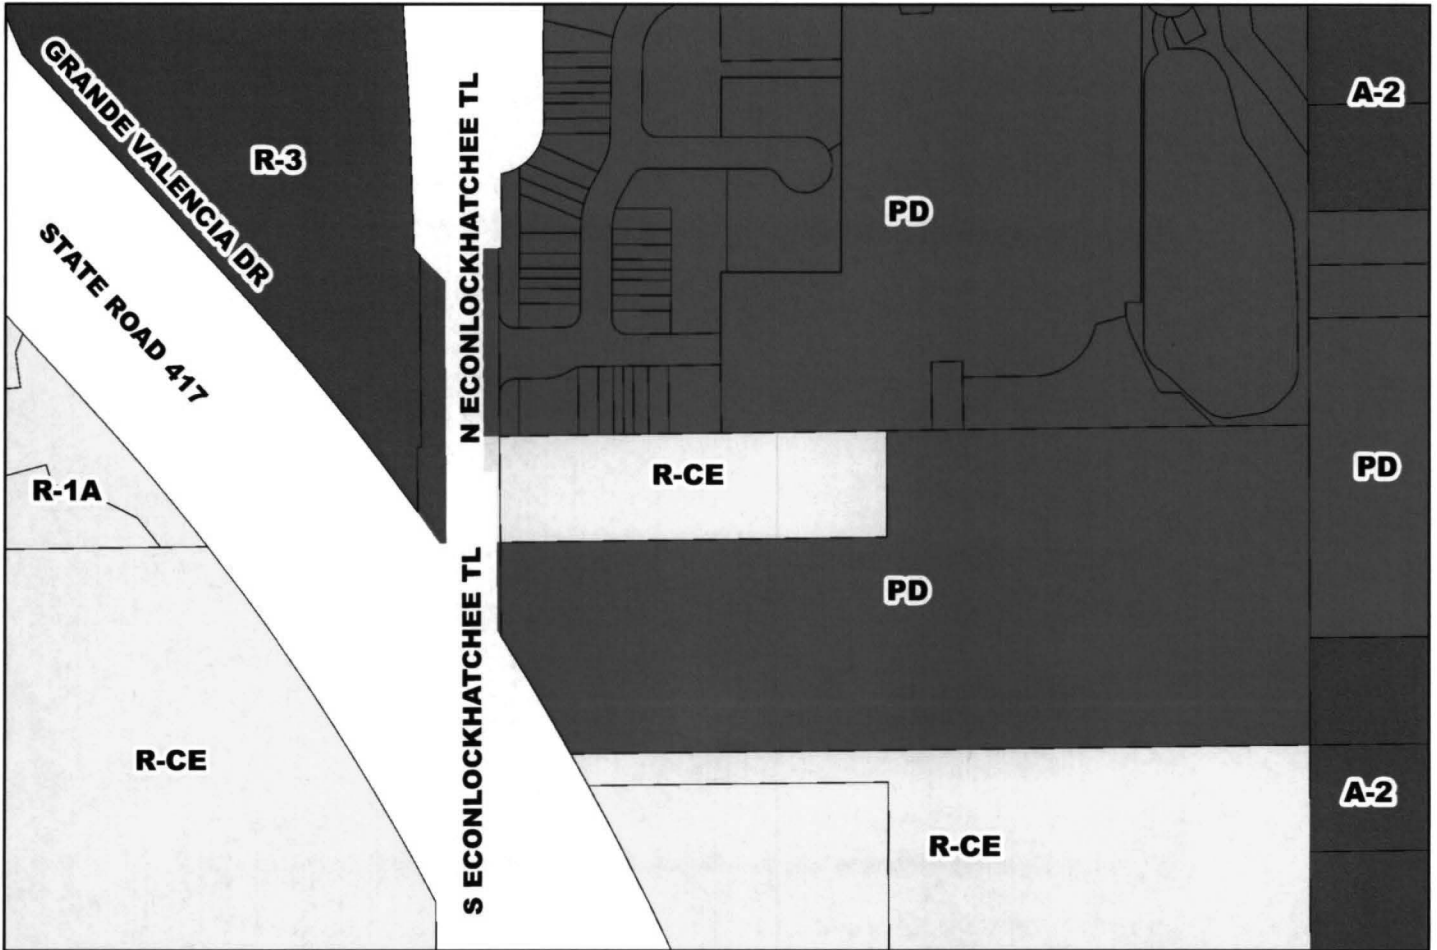 GRANDE VALENCIA DR
R-3
N ECONLOCKHATCHEE TL
A-2
PD
STATE ROAD 417
R-1A
R-CE
PD
PD
S ECONLOCKHATCHEE TL
R-CE
A-2
R-CE